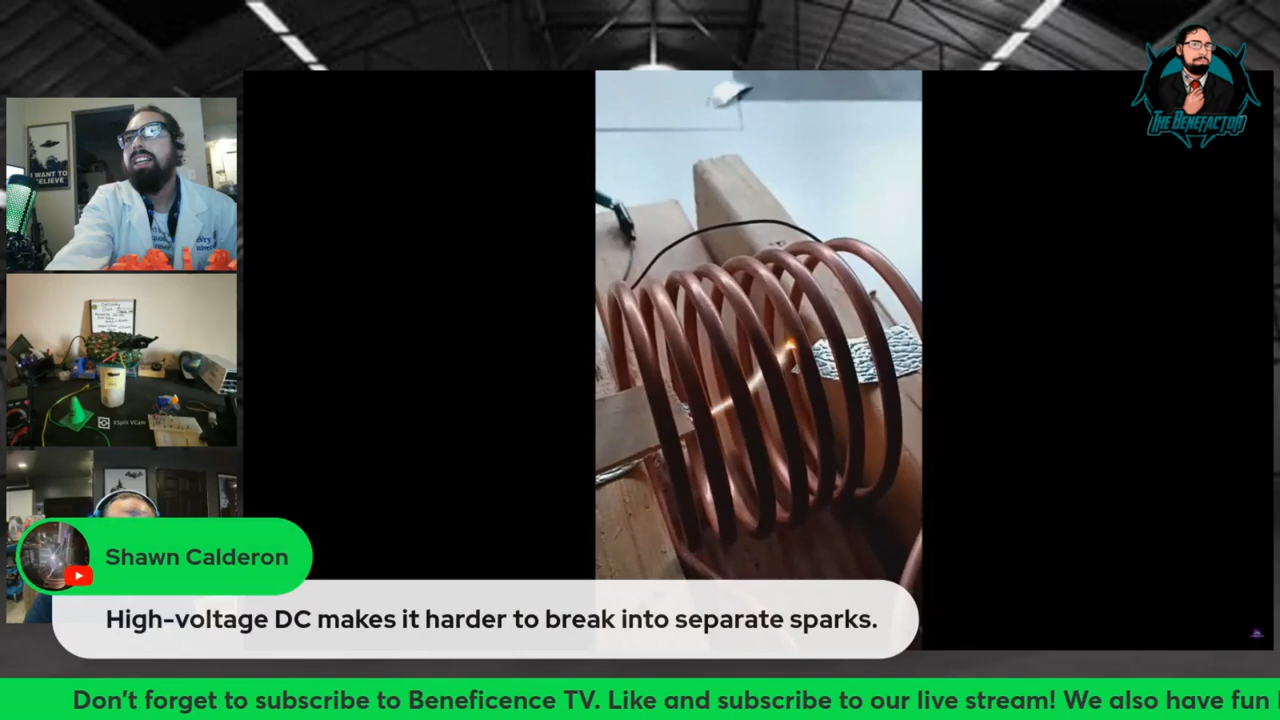 THE BENEFACTOR
I WANT TO
BELIEVE
XSplit VCam
Shawn Calderon
High-voltage DC makes it harder to break into separate sparks.
Don't forget to subscribe to Beneficence TV. Like and subscribe to our live stream! We also have fun